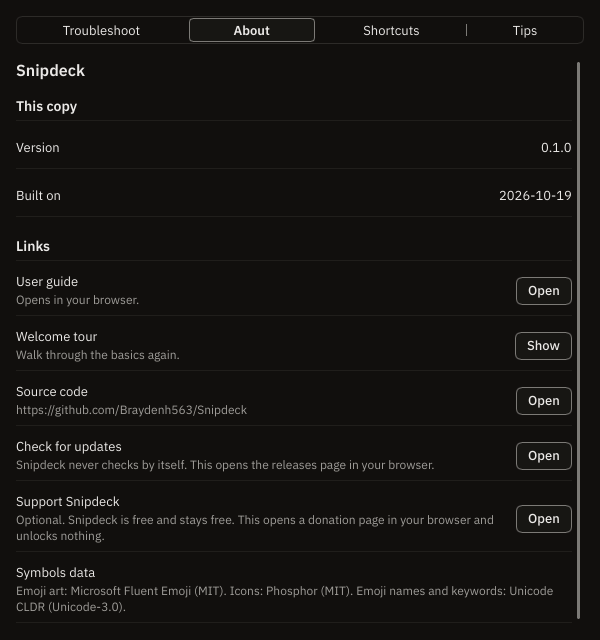 Troubleshoot About Shortcuts Tips
Snipdeck
This copy
Version 0.1.0
Built on 2026-10-19
Links
User guide
Opens in your browser.
Open
Welcome tour
Walk through the basics again.
Show
Source code
https://github.com/Braydenh563/Snipdeck
Open
Check for updates
Snipdeck never checks by itself. This opens the releases page in your browser.
Open
Support Snipdeck
Optional. Snipdeck is free and stays free. This opens a donation page in your browser and
unlocks nothing.
Open
Symbols data
Emoji art: Microsoft Fluent Emoji (MIT). Icons: Phosphor (MIT). Emoji names and keywords: Unicode
CLDR (Unicode-3.0).